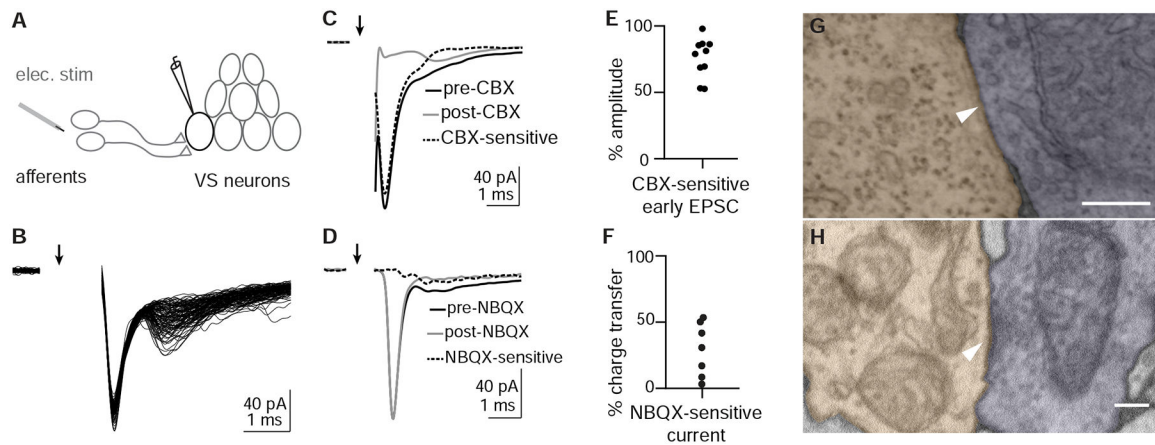 A
elec. stim
afferents
VS neurons
B
40 pA
1 ms
C
pre-CBX
post-CBX
CBX-sensitive
40 pA
1 ms
D
pre-NBQX
post-NBQX
NBQX-sensitive
40 pA
1 ms
E
% amplitude
100
50
0
CBX-sensitive
early EPSC
F
% charge transfer
100
50
0
NBQX-sensitive
current
G
H